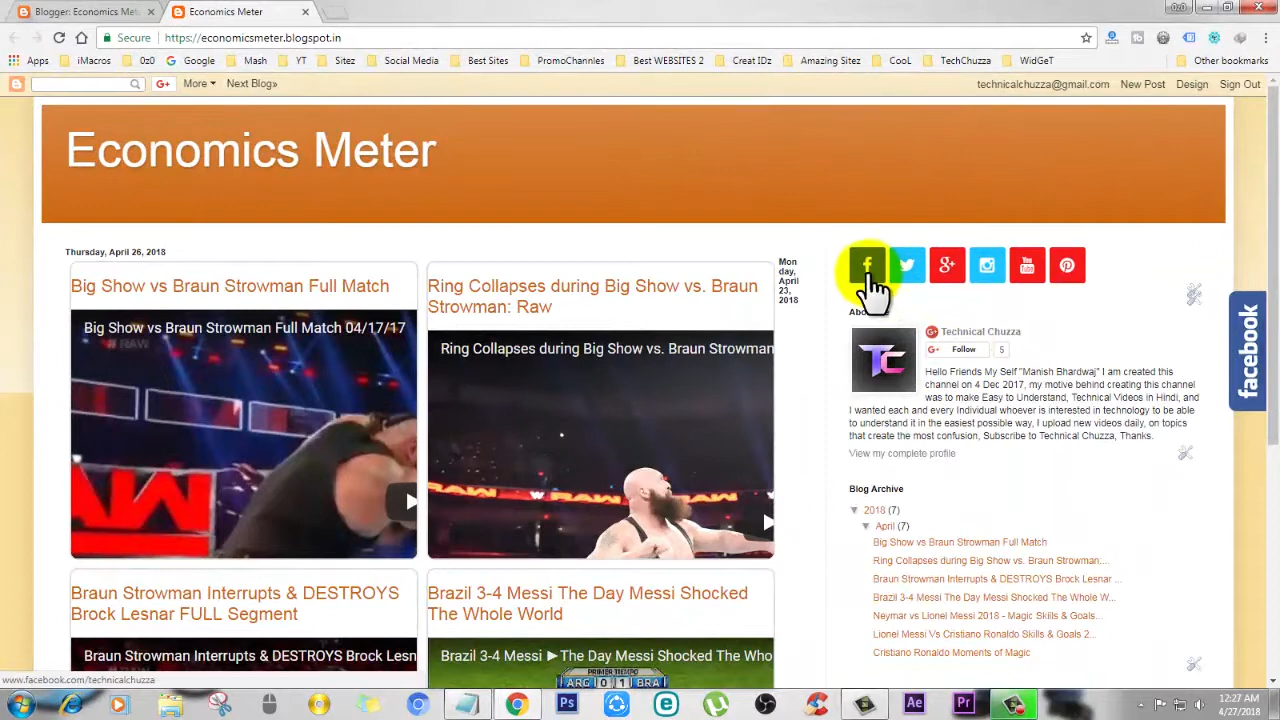 Blogger: Economics Met
Economics Meter
0z0
Secure
https://economicsmeter.blogspot.in
Apps
iMacros
0z0
Google
Mash
YT
Sitez
Social Media
Best Sites
PromoChannles
Best WEBSITES 2
Creat IDz
Amazing Sitez
CooL
TechChuzza
WidGeT
Other bookmarks
G+
More
Next Blog»
technicalchuzza@gmail.com
New Post
Design
Sign Out
Economics Meter
Thursday, April 26, 2018
Big Show vs Braun Strowman Full Match
Big Show vs Braun Strowman Full Match 04/17/17
# RAW
RAW
Ring Collapses during Big Show vs. Braun
Strowman: Raw
Ring Collapses during Big Show vs. Braun Strowman
Mon
day,
April
23,
2018
Braun Strowman Interrupts & DESTROYS
Brock Lesnar FULL Segment
Braun Strowman Interrupts & DESTROYS Brock Lesn
Brazil 3-4 Messi The Day Messi Shocked
The Whole World
Brazil 3-4 Messi ►The Day Messi Shocked The Who
PRIMER TIEMPO
ARG 0 1 BRA
f
g+
You
Tube
Abo
TC
Technical Chuzza
G+ Follow
5
Hello Friends My Self "Manish Bhardwaj" I am created this
channel on 4 Dec 2017, my motive behind creating this channel
was to make Easy to Understand, Technical Videos in Hindi, and
I wanted each and every Individual whoever is interested in technology to be able
to understand it in the easiest possible way, I upload new videos daily, on topics
that create the most confusion, Subscribe to Technical Chuzza, Thanks.
View my complete profile
Blog Archive
▼ 2018 (7)
▼ April (7)
Big Show vs Braun Strowman Full Match
Ring Collapses during Big Show vs. Braun Strowman:...
Braun Strowman Interrupts & DESTROYS Brock Lesnar ...
Brazil 3-4 Messi The Day Messi Shocked The Whole W...
Neymar vs Lionel Messi 2018 - Magic Skills & Goals...
Lionel Messi Vs Cristiano Ronaldo Skills & Goals 2...
Cristiano Ronaldo Moments of Magic
facebook
www.facebook.com/technicalchuzza
Ps
Ae
Pr
12:27 AM
4/27/2018